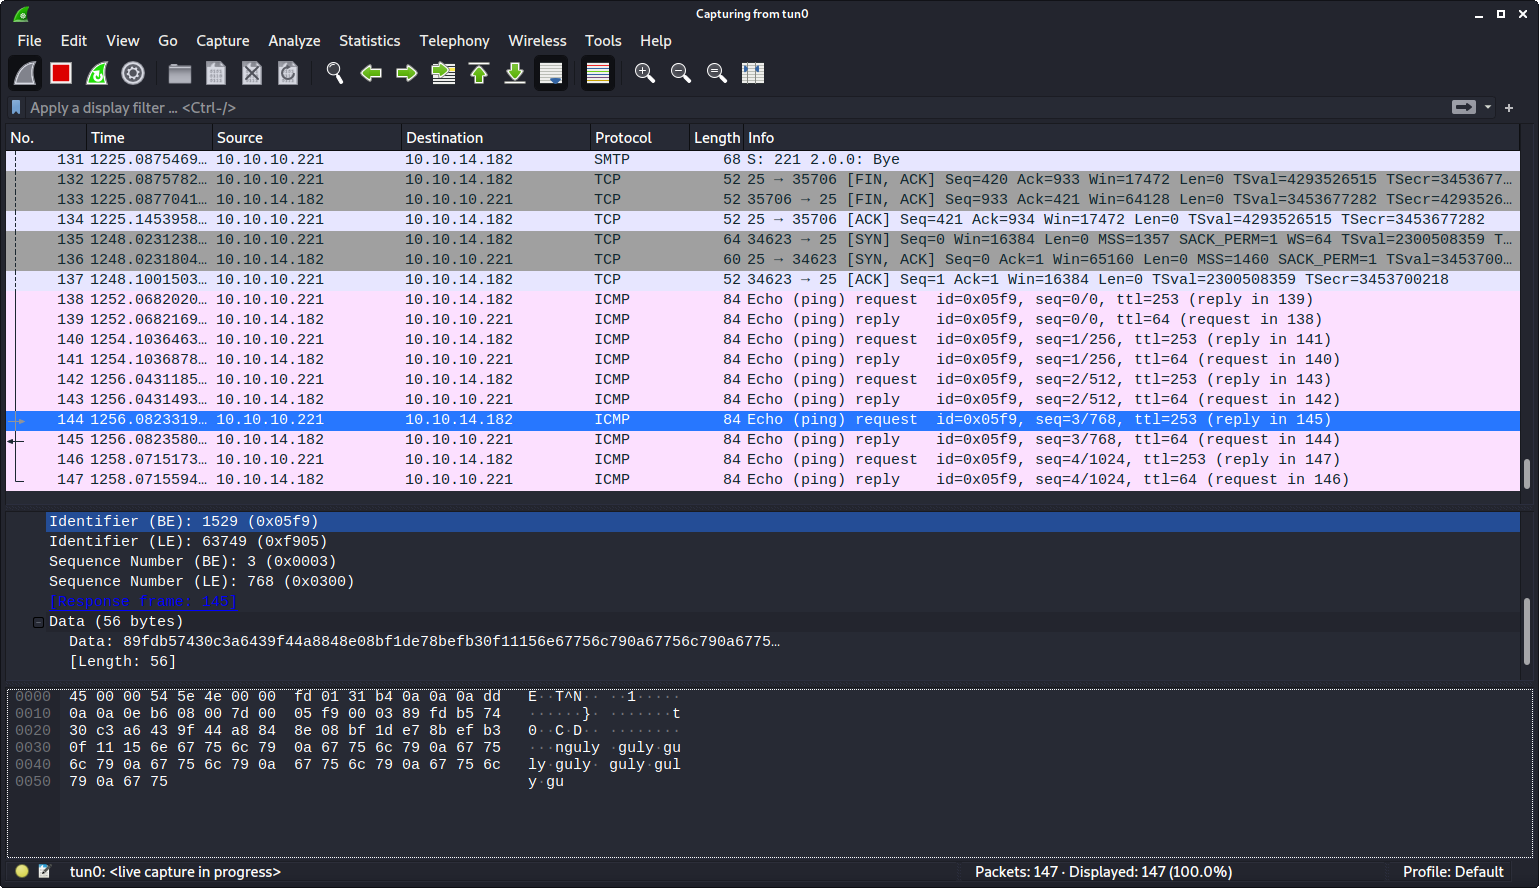 Capturing from tun0
File Edit View Go Capture Analyze Statistics Telephony Wireless Tools Help
Apply a display filter … <Ctrl-/>
No. Time Source Destination Protocol Length Info
131 1225.0875469… 10.10.10.221 10.10.14.182 SMTP 68 S: 221 2.0.0: Bye
132 1225.0875782… 10.10.10.221 10.10.14.182 TCP 52 25 → 35706 [FIN, ACK] Seq=420 Ack=933 Win=17472 Len=0 TSval=4293526515 TSecr=3453677…
133 1225.0877041… 10.10.14.182 10.10.10.221 TCP 52 35706 → 25 [FIN, ACK] Seq=933 Ack=421 Win=64128 Len=0 TSval=3453677282 TSecr=4293526…
134 1225.1453958… 10.10.10.221 10.10.14.182 TCP 52 25 → 35706 [ACK] Seq=421 Ack=934 Win=17472 Len=0 TSval=4293526515 TSecr=3453677282
135 1248.0231238… 10.10.10.221 10.10.14.182 TCP 64 34623 → 25 [SYN] Seq=0 Win=16384 Len=0 MSS=1357 SACK_PERM=1 WS=64 TSval=2300508359 T…
136 1248.0231804… 10.10.14.182 10.10.10.221 TCP 60 25 → 34623 [SYN, ACK] Seq=0 Ack=1 Win=65160 Len=0 MSS=1460 SACK_PERM=1 TSval=3453700…
137 1248.1001503… 10.10.10.221 10.10.14.182 TCP 52 34623 → 25 [ACK] Seq=1 Ack=1 Win=16384 Len=0 TSval=2300508359 TSecr=3453700218
138 1252.0682020… 10.10.10.221 10.10.14.182 ICMP 84 Echo (ping) request id=0x05f9, seq=0/0, ttl=253 (reply in 139)
139 1252.0682169… 10.10.14.182 10.10.10.221 ICMP 84 Echo (ping) reply id=0x05f9, seq=0/0, ttl=64 (request in 138)
140 1254.1036463… 10.10.10.221 10.10.14.182 ICMP 84 Echo (ping) request id=0x05f9, seq=1/256, ttl=253 (reply in 141)
141 1254.1036878… 10.10.14.182 10.10.10.221 ICMP 84 Echo (ping) reply id=0x05f9, seq=1/256, ttl=64 (request in 140)
142 1256.0431185… 10.10.10.221 10.10.14.182 ICMP 84 Echo (ping) request id=0x05f9, seq=2/512, ttl=253 (reply in 143)
143 1256.0431493… 10.10.14.182 10.10.10.221 ICMP 84 Echo (ping) reply id=0x05f9, seq=2/512, ttl=64 (request in 142)
144 1256.0823319… 10.10.10.221 10.10.14.182 ICMP 84 Echo (ping) request id=0x05f9, seq=3/768, ttl=253 (reply in 145)
145 1256.0823580… 10.10.14.182 10.10.10.221 ICMP 84 Echo (ping) reply id=0x05f9, seq=3/768, ttl=64 (request in 144)
146 1258.0715173… 10.10.10.221 10.10.14.182 ICMP 84 Echo (ping) request id=0x05f9, seq=4/1024, ttl=253 (reply in 147)
147 1258.0715594… 10.10.14.182 10.10.10.221 ICMP 84 Echo (ping) reply id=0x05f9, seq=4/1024, ttl=64 (request in 146)
Identifier (BE): 1529 (0x05f9)
Identifier (LE): 63749 (0xf905)
Sequence Number (BE): 3 (0x0003)
Sequence Number (LE): 768 (0x0300)
[Response frame: 145]
Data (56 bytes)
Data: 89fdb57430c3a6439f44a8848e08bf1de78befb30f11156e67756c790a67756c790a6775…
[Length: 56]
0000 45 00 00 54 5e 4e 00 00 fd 01 31 b4 0a 0a 0a dd E··T^N·· ··1·····
0010 0a 0a 0e b6 08 00 7d 00 05 f9 00 03 89 fd b5 74 ······}· ·······t
0020 30 c3 a6 43 9f 44 a8 84 8e 08 bf 1d e7 8b ef b3 0··C·D·· ········
0030 0f 11 15 6e 67 75 6c 79 0a 67 75 6c 79 0a 67 75 ···nguly ·guly·gu
0040 6c 79 0a 67 75 6c 79 0a 67 75 6c 79 0a 67 75 6c ly·guly· guly·gul
0050 79 0a 67 75 y·gu
tun0: <live capture in progress> Packets: 147 · Displayed: 147 (100.0%) Profile: Default